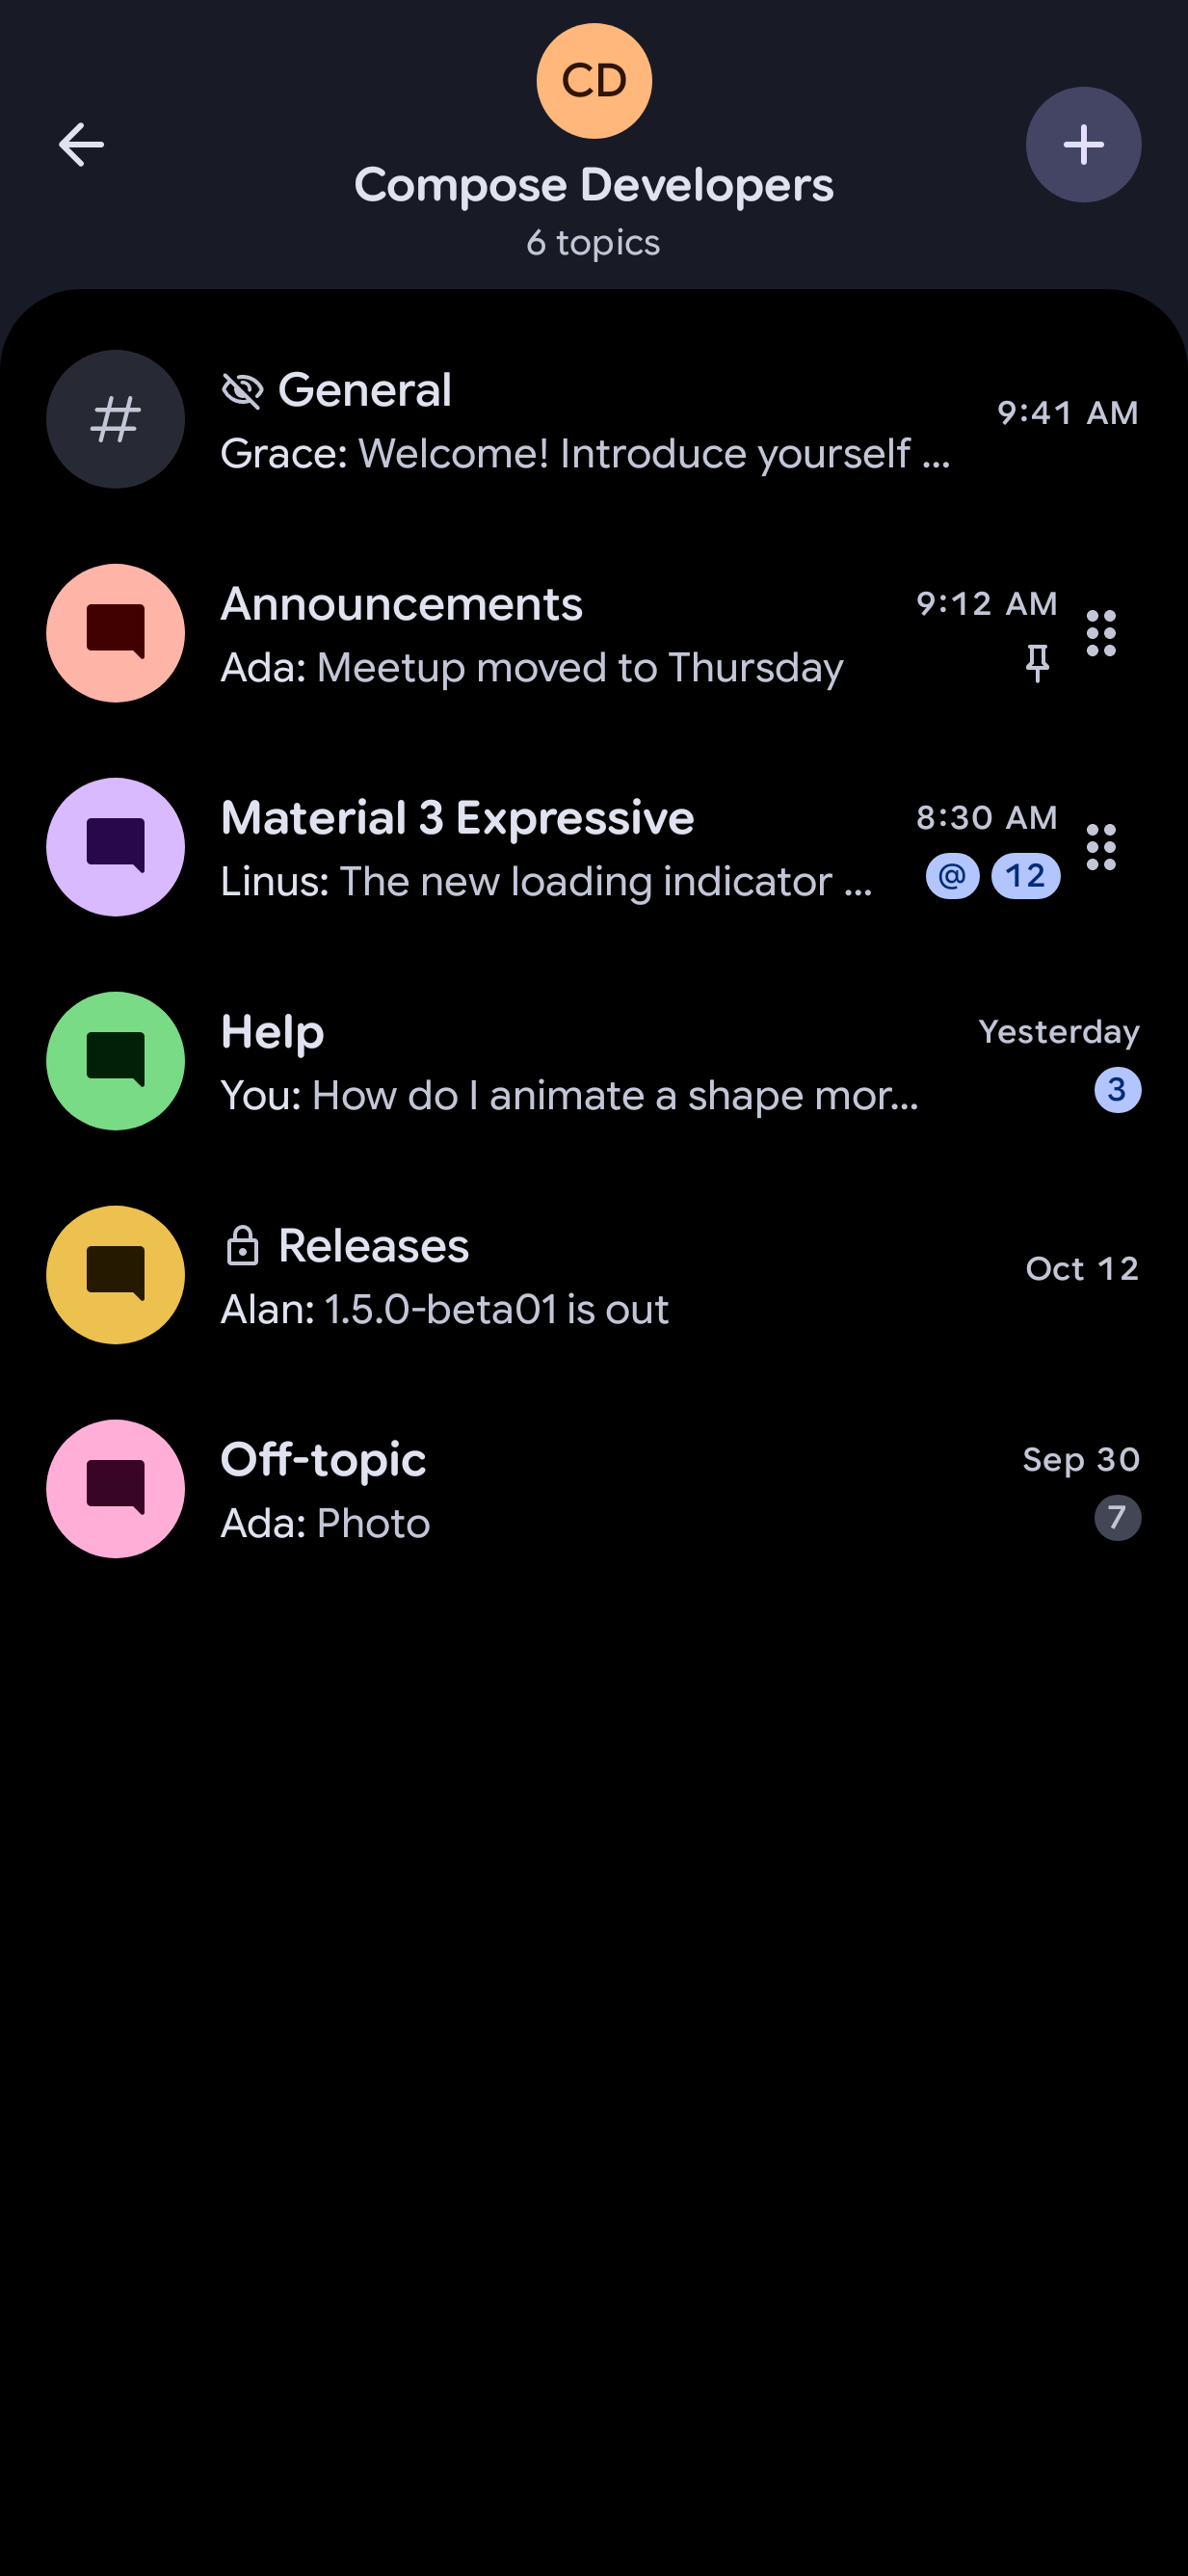 CD
Compose Developers
6 topics
General
9:41 AM
Grace: Welcome! Introduce yourself ...
Announcements
9:12 AM
Ada: Meetup moved to Thursday
Material 3 Expressive
8:30 AM
Linus: The new loading indicator ...
@ 12
Help
Yesterday
You: How do I animate a shape mor...
3
Releases
Oct 12
Alan: 1.5.0-beta01 is out
Off-topic
Sep 30
Ada: Photo
7